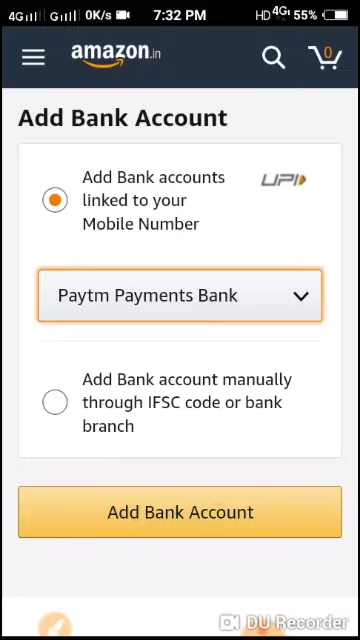 4G G 0K/s 7:32 PM HD 4G 55%
amazon.in 0
Add Bank Account
Add Bank accounts
linked to your
Mobile Number
UPI
Paytm Payments Bank
Add Bank account manually
through IFSC code or bank
branch
Add Bank Account
DU Recorder